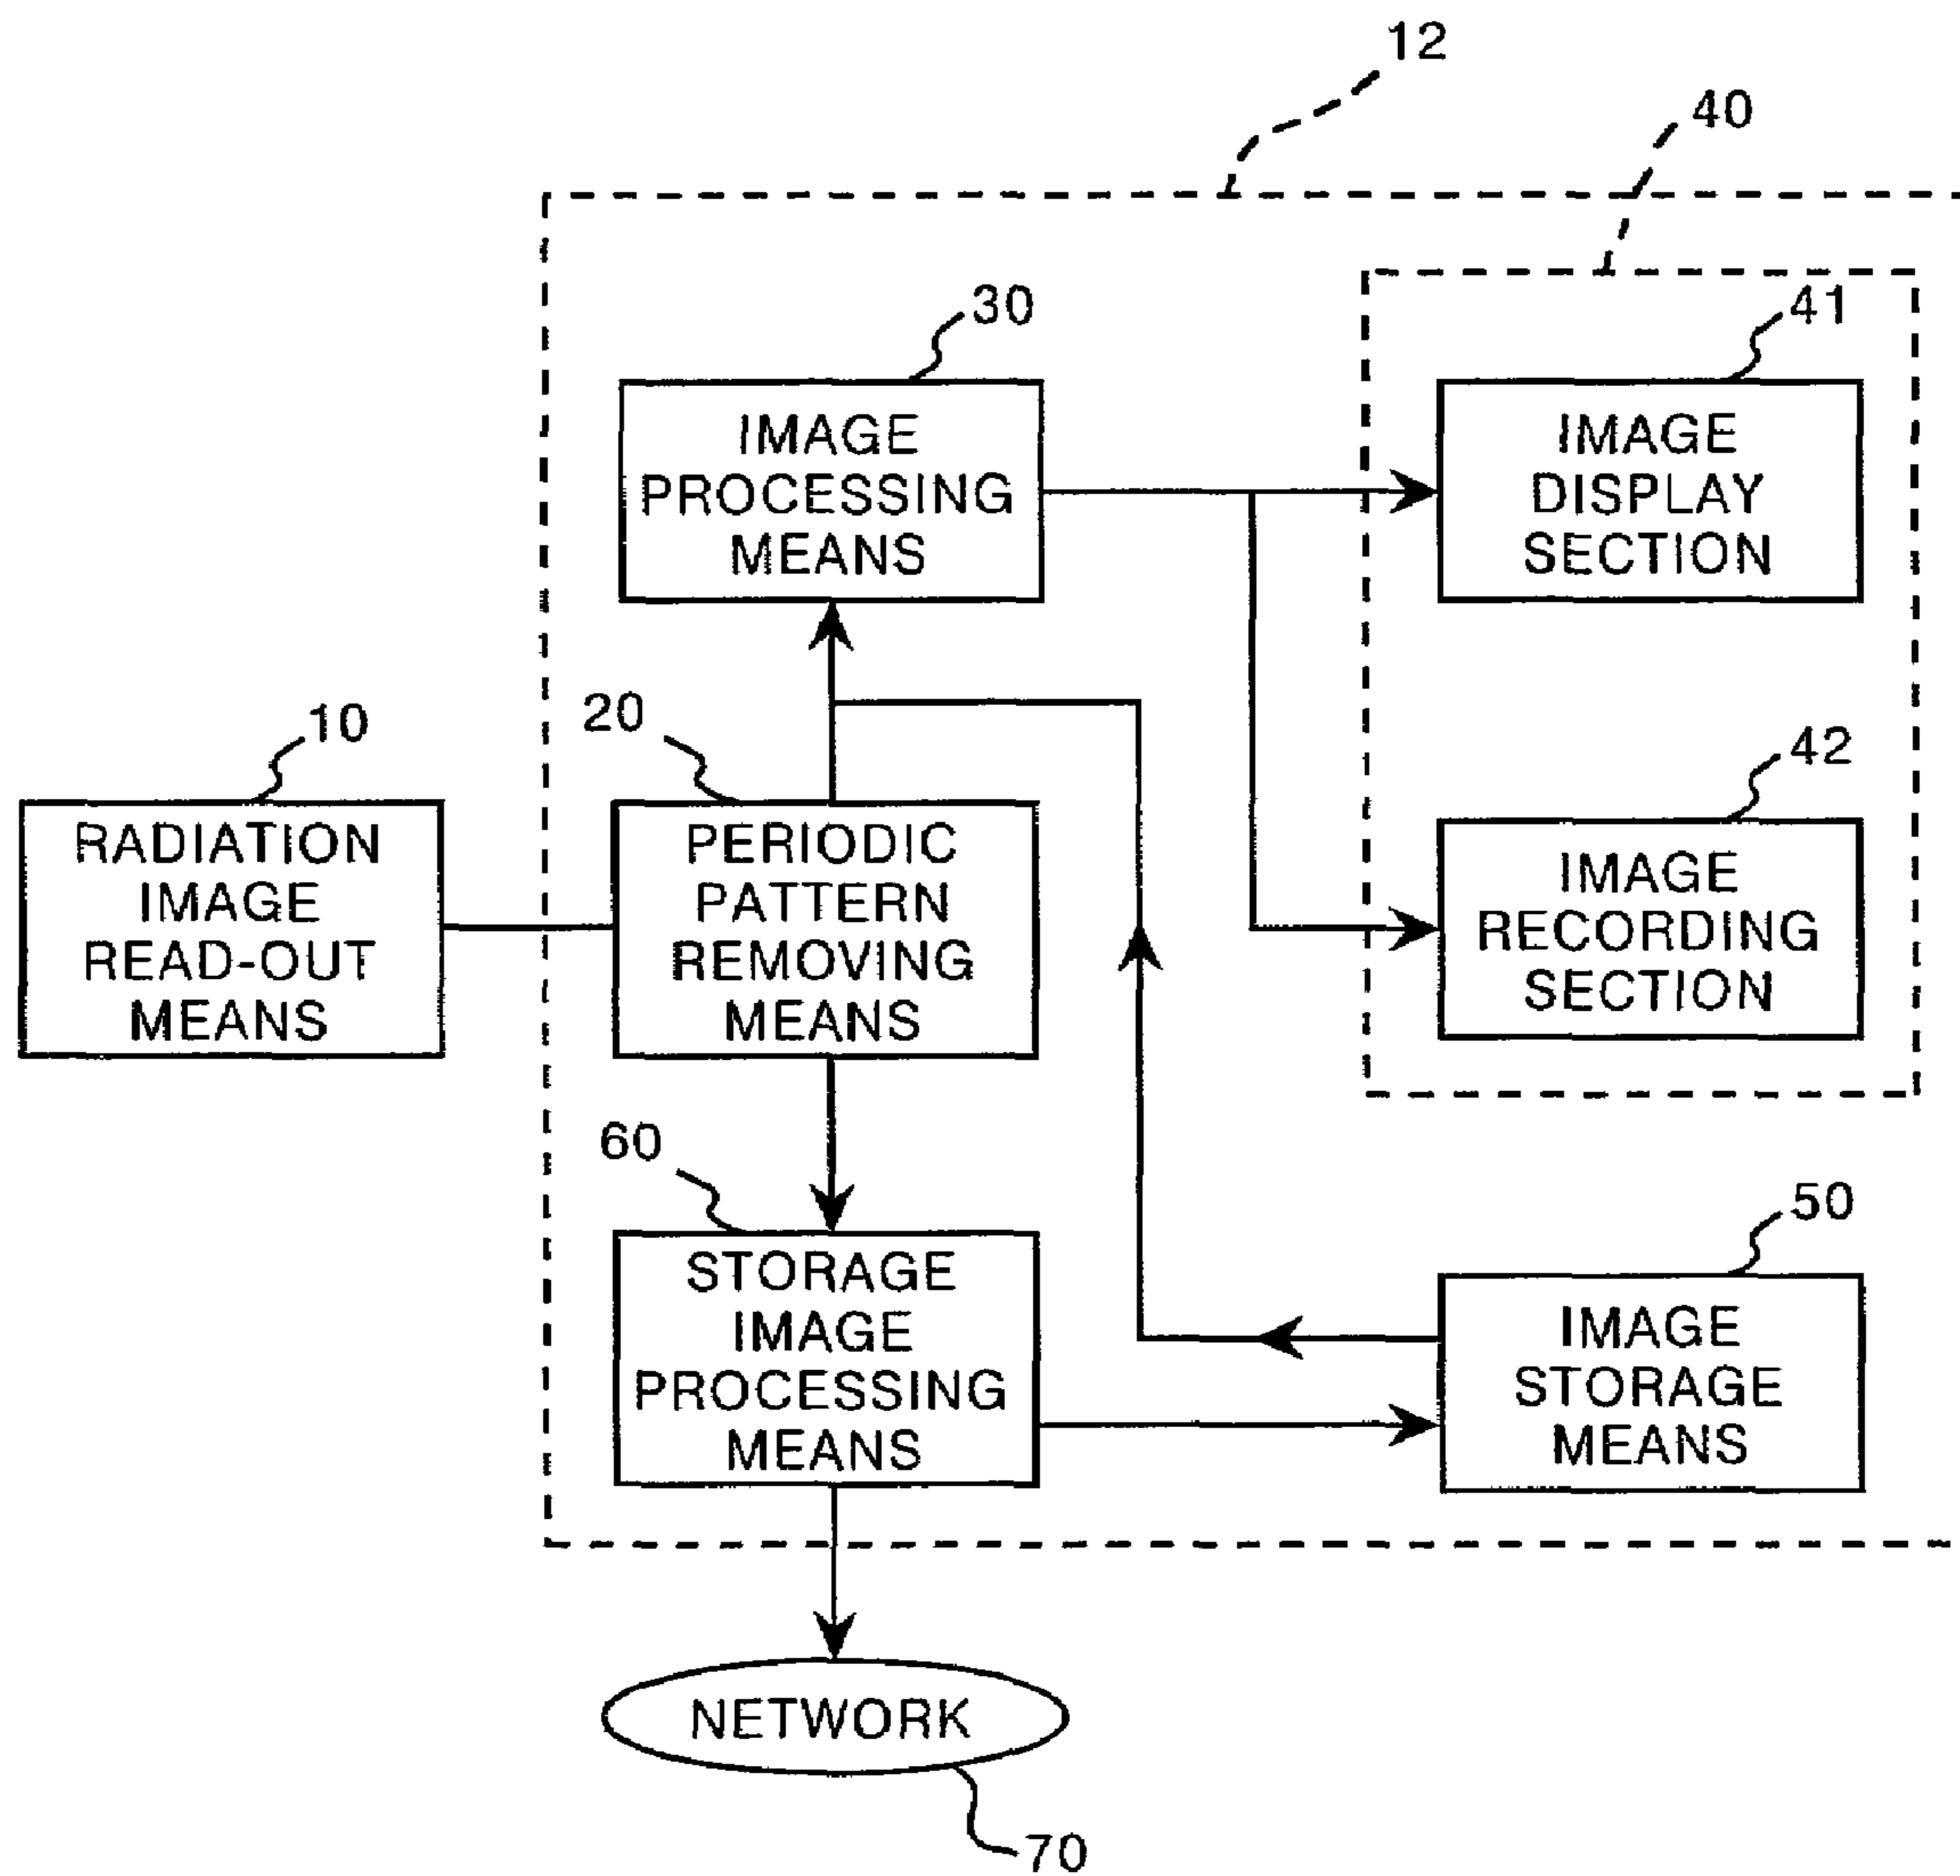 12
40
30
IMAGE
PROCESSING
MEANS
41
IMAGE
DISPLAY
SECTION
10
RADIATION
IMAGE
READ-OUT
MEANS
20
PERIODIC
PATTERN
REMOVING
MEANS
42
IMAGE
RECORDING
SECTION
60
STORAGE
IMAGE
PROCESSING
MEANS
50
IMAGE
STORAGE
MEANS
NETWORK
70